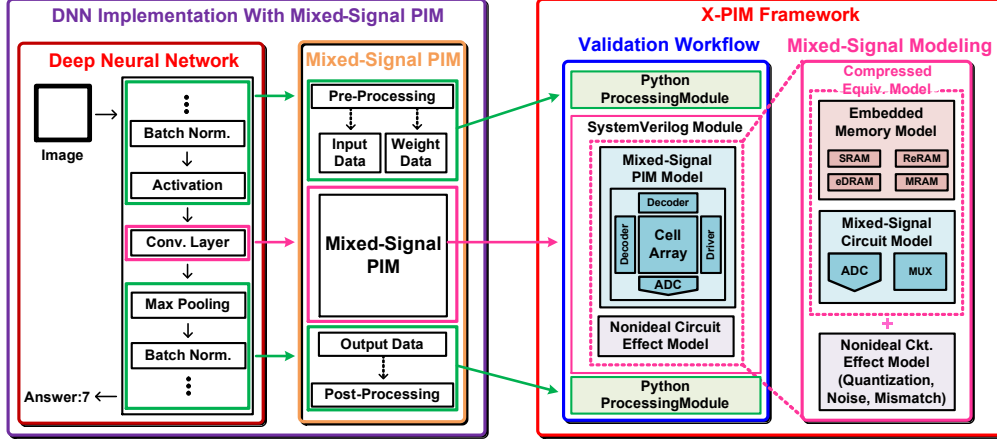 DNN Implementation With Mixed-Signal PIM
Deep Neural Network
Image
Batch Norm.
Activation
Conv. Layer
Max Pooling
Batch Norm.
Answer:7
Mixed-Signal PIM
Pre-Processing
Input
Data
Weight
Data
Mixed-Signal
PIM
Output Data
Post-Processing
X-PIM Framework
Validation Workflow
Python
ProcessingModule
SystemVerilog Module
Mixed-Signal
PIM Model
Decoder
Decoder
Cell
Array
Driver
ADC
Nonideal Circuit
Effect Model
Python
ProcessingModule
Mixed-Signal Modeling
Compressed
Equiv. Model
Embedded
Memory Model
SRAM
ReRAM
eDRAM
MRAM
Mixed-Signal
Circuit Model
ADC
MUX
+
Nonideal Ckt.
Effect Model
(Quantization,
Noise, Mismatch)